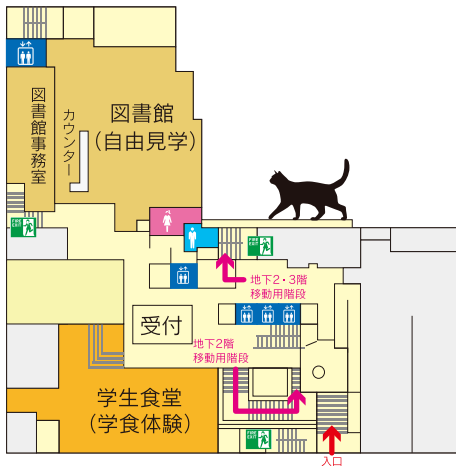 図書館
（自由見学）
図書館事務室
カウンター
地下2・3階
移動用階段
受付
地下2階
移動用階段
学生食堂
（学食体験）
入口